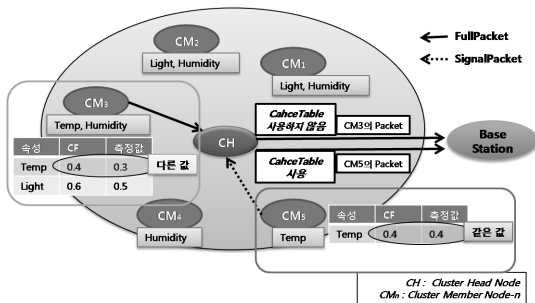 CM₂
Light, Humidity
CM₁
Light, Humidity
FullPacket
SignalPacket
CM₃
Temp, Humidity
속성 CF 측정값
Temp 0.4 0.3
Light 0.6 0.5
다른 값
CH
CahceTable
사용하지 않음
CM3의 Packet
CahceTable
사용
CM5의 Packet
Base
Station
CM₄
Humidity
CM₅
Temp
속성 CF 측정값
Temp 0.4 0.4
같은 값
CH : Cluster Head Node
CMₙ : Cluster Member Node-n